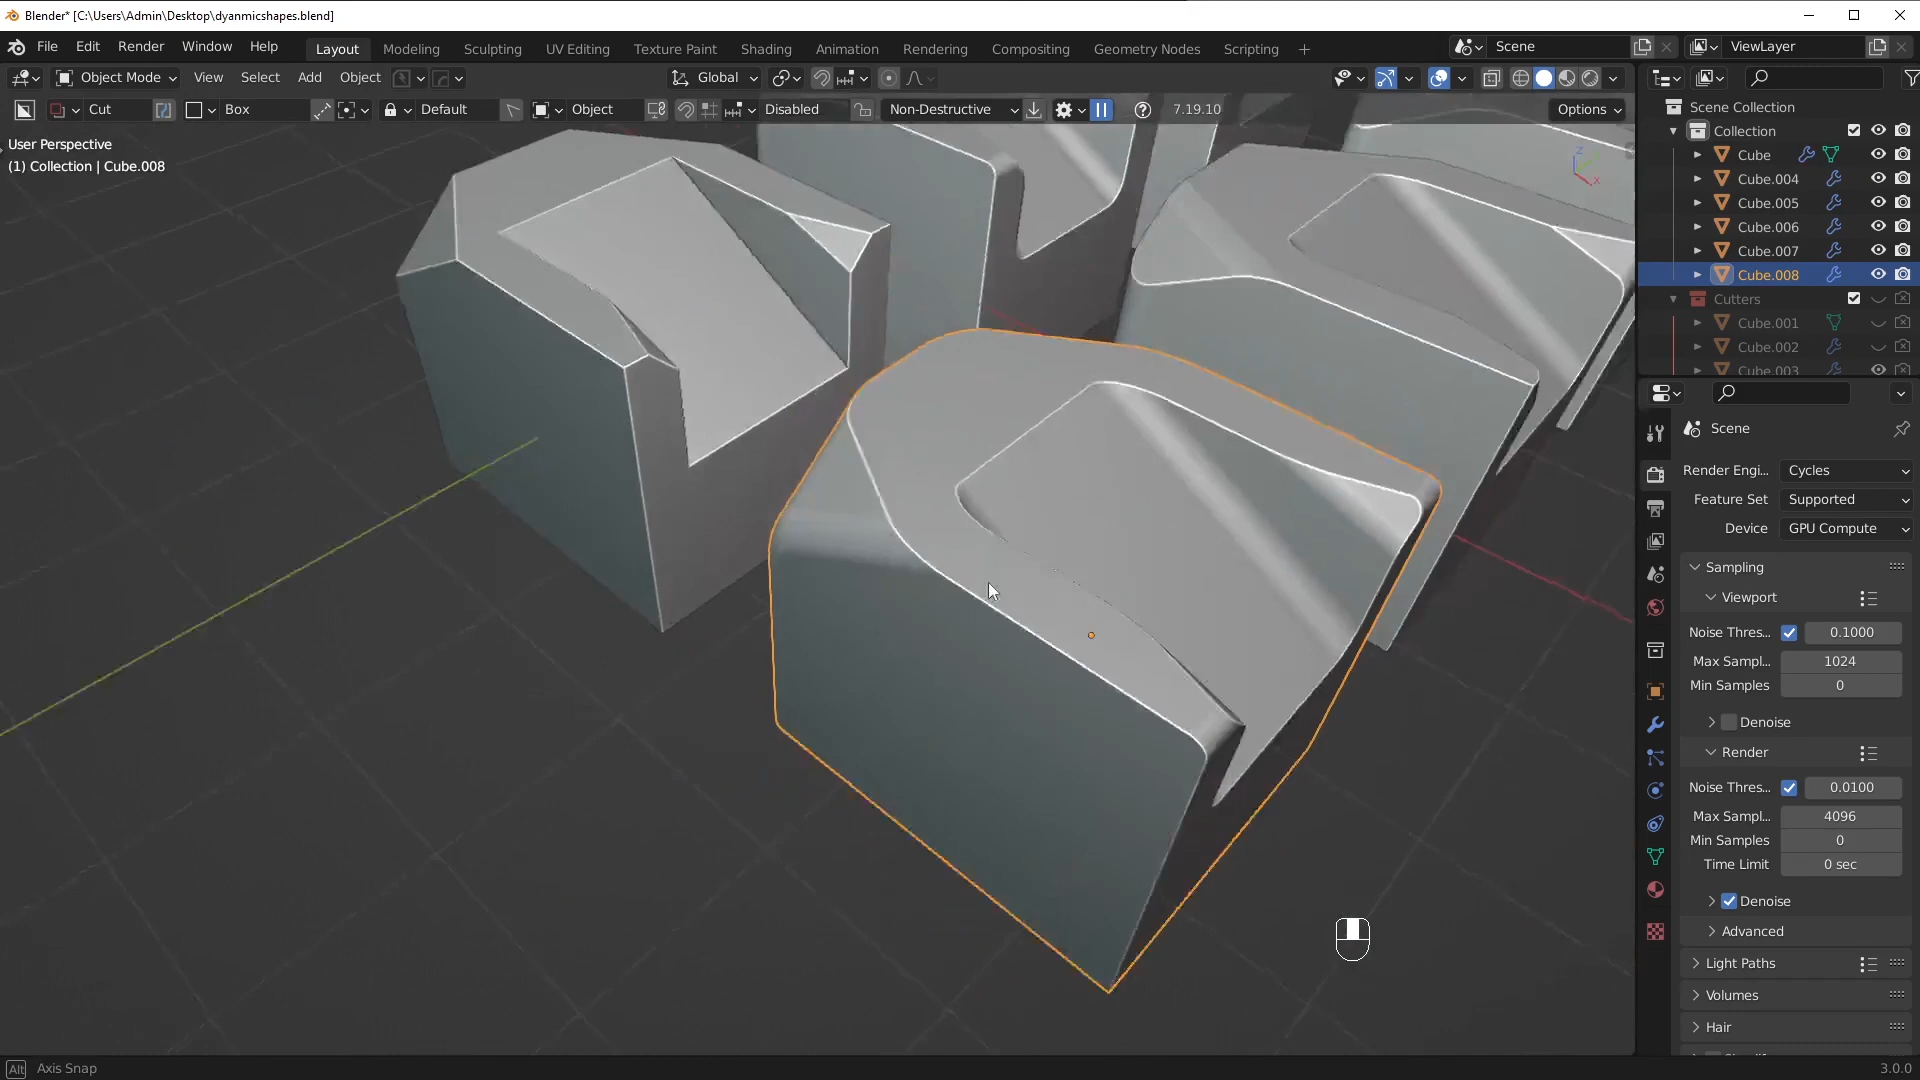 Blender* [C:\Users\Admin\Desktop\dyanmicshapes.blend]
File Edit Render Window Help Layout Modeling Sculpting UV Editing Texture Paint Shading Animation Rendering Compositing Geometry Nodes Scripting + Scene ViewLayer
Object Mode View Select Add Object Global
Cut Box Default Object Disabled Non-Destructive 7.19.10 Options
User Perspective
(1) Collection | Cube.008
Z
X
Scene Collection
Collection
Cube
Cube.004
Cube.005
Cube.006
Cube.007
Cube.008
Cutters
Cube.001
Cube.002
Cube.003
Scene
Render Engi... Cycles
Feature Set Supported
Device GPU Compute
Sampling
Viewport
Noise Thres... 0.1000
Max Sampl... 1024
Min Samples 0
Denoise
Render
Noise Thres... 0.0100
Max Sampl... 4096
Min Samples 0
Time Limit 0 sec
Denoise
Advanced
Light Paths
Volumes
Hair
Alt Axis Snap 3.0.0